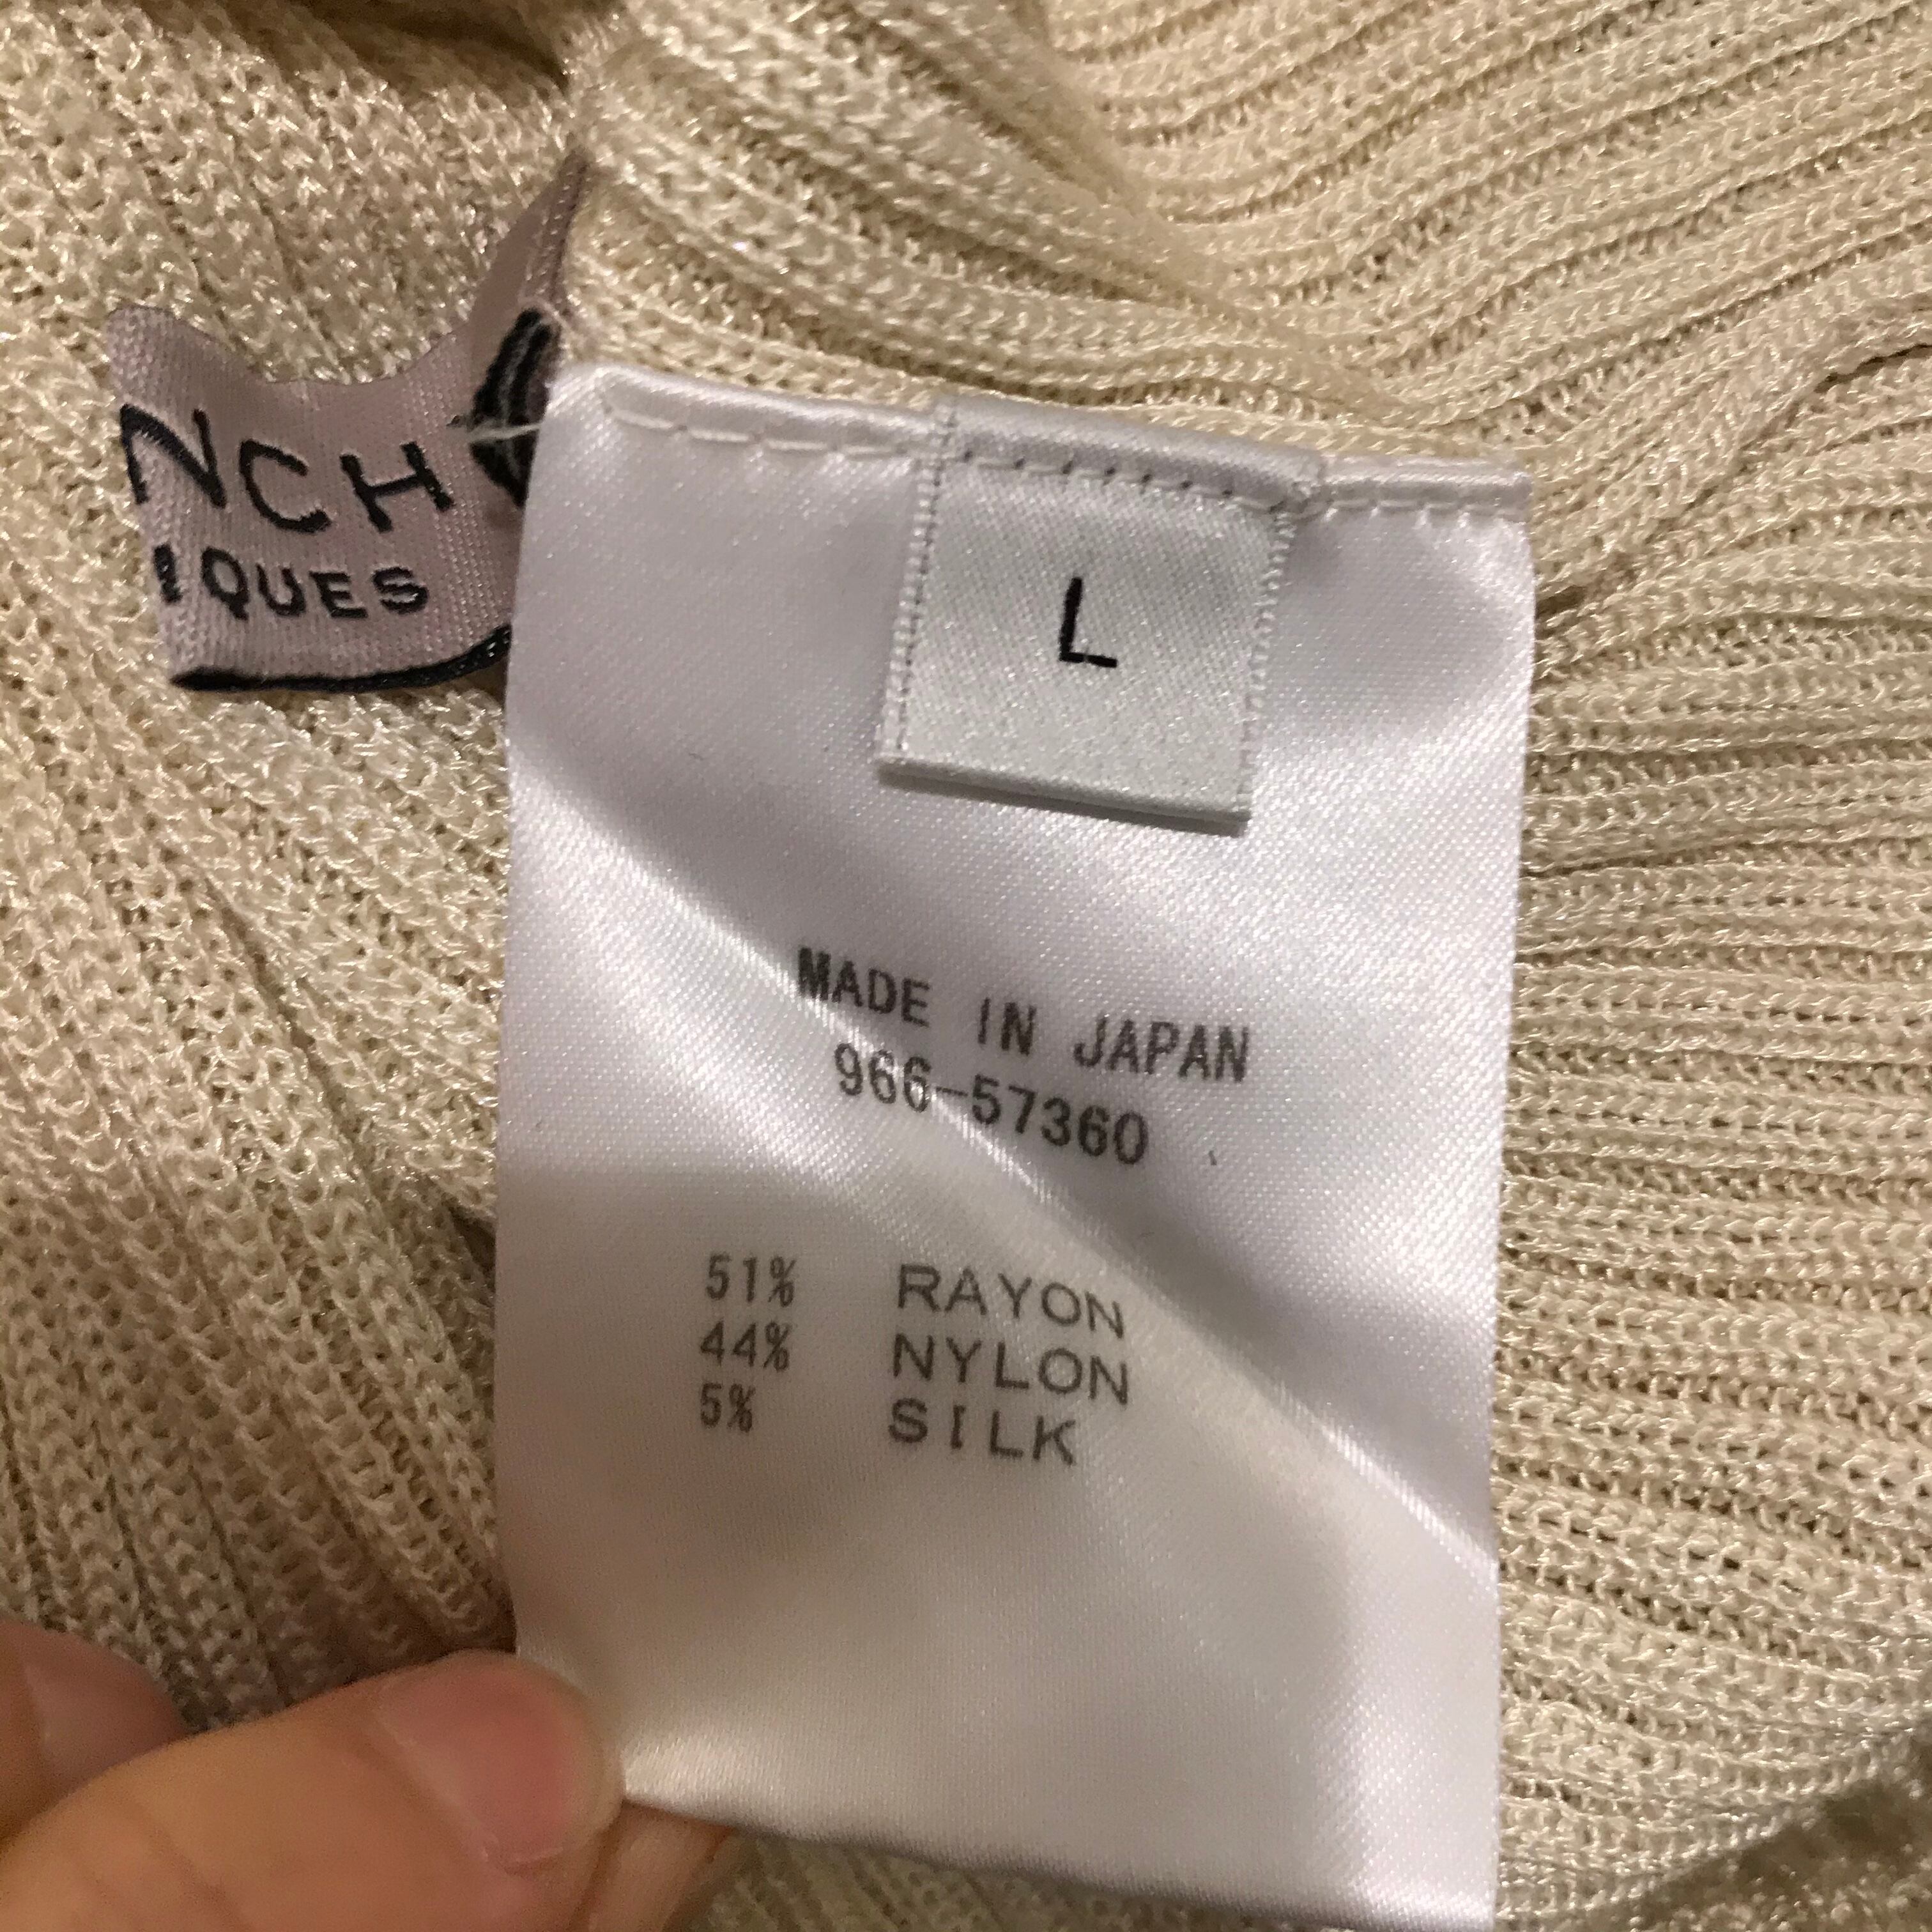 NCH
IQUES
L
MADE IN JAPAN
966-57360
51% RAYON
44% NYLON
5% SILK